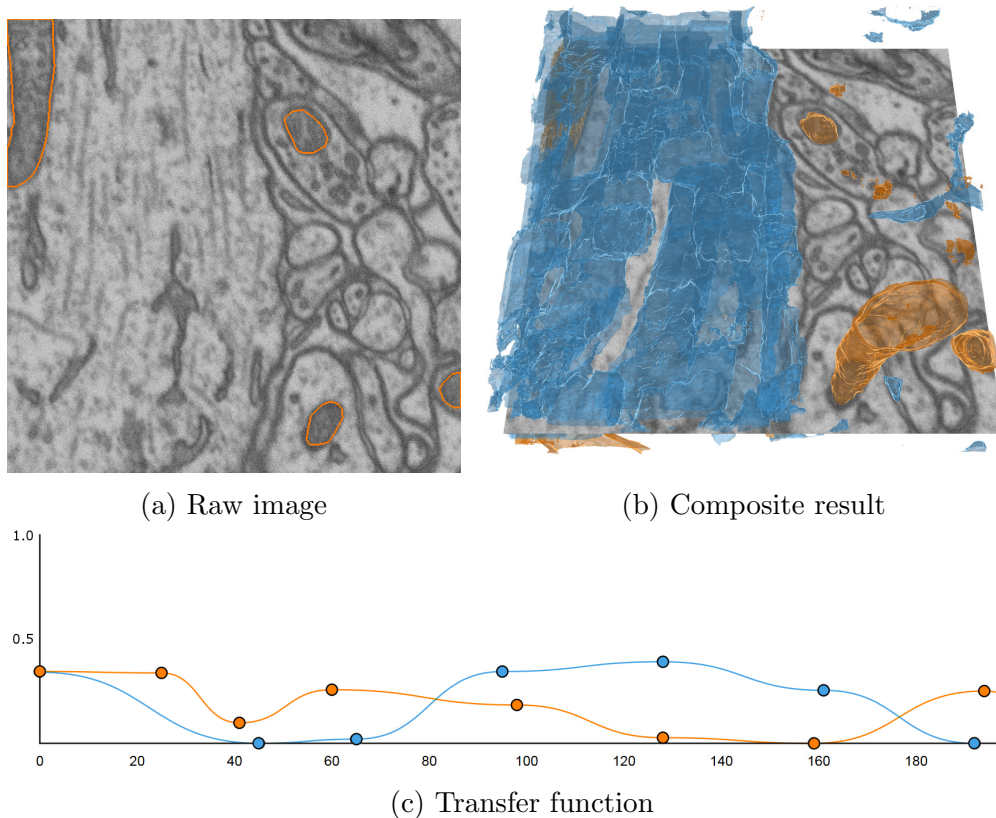 (a) Raw image
(b) Composite result
1.0
0.5
0 20 40 60 80 100 120 140 160 180
(c) Transfer function